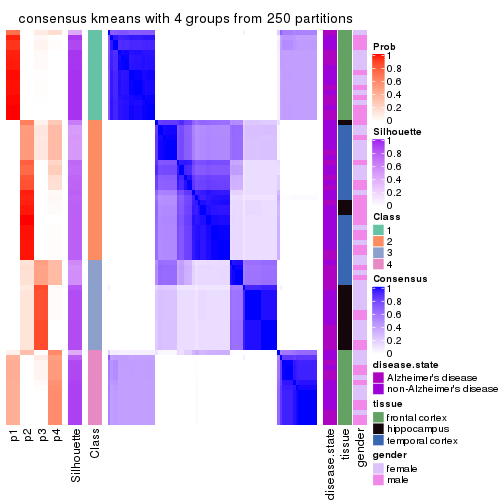 consensus kmeans with 4 groups from 250 partitions
Prob
1
0.8
0.6
0.4
0.2
0
Silhouette
1
0.8
0.6
0.4
0.2
0
Class
1
2
3
4
Consensus
1
0.8
0.6
0.4
0.2
0
disease.state
Alzheimer's disease
non-Alzheimer's disease
tissue
frontal cortex
hippocampus
temporal cortex
gender
female
male
p1
p2
p3
p4
Silhouette
Class
disease.state
tissue
gender